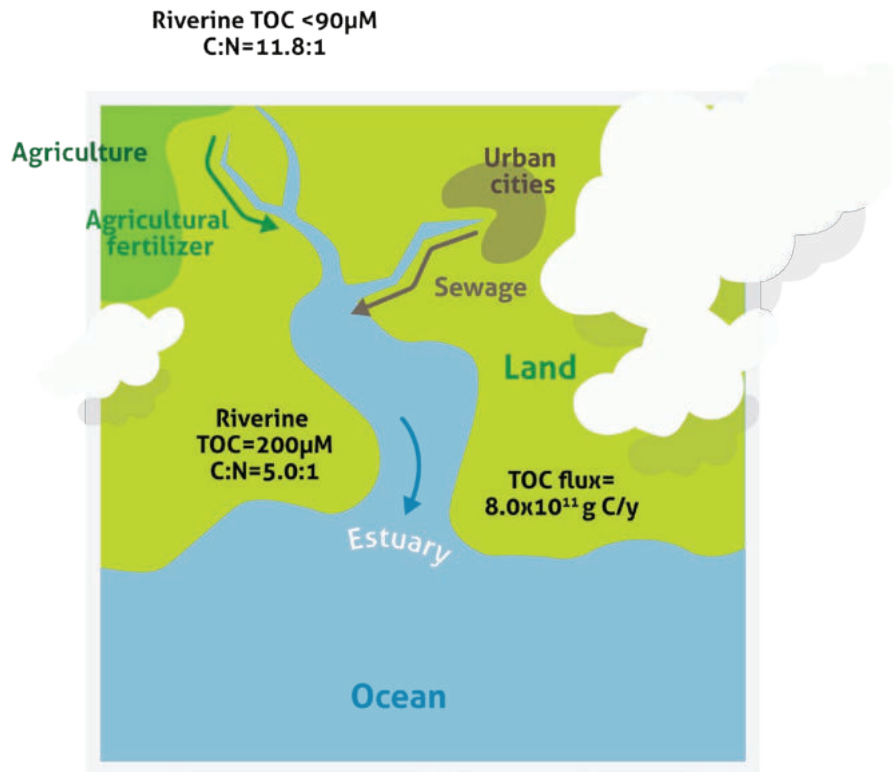 Riverine TOC <90µM
C:N=11.8:1
Agriculture
Urban
cities
Agricultural
fertilizer
Sewage
Land
Riverine
TOC=200µM
C:N=5.0:1
TOC flux=
8.0x10¹¹ g C/y
Estuary
Ocean